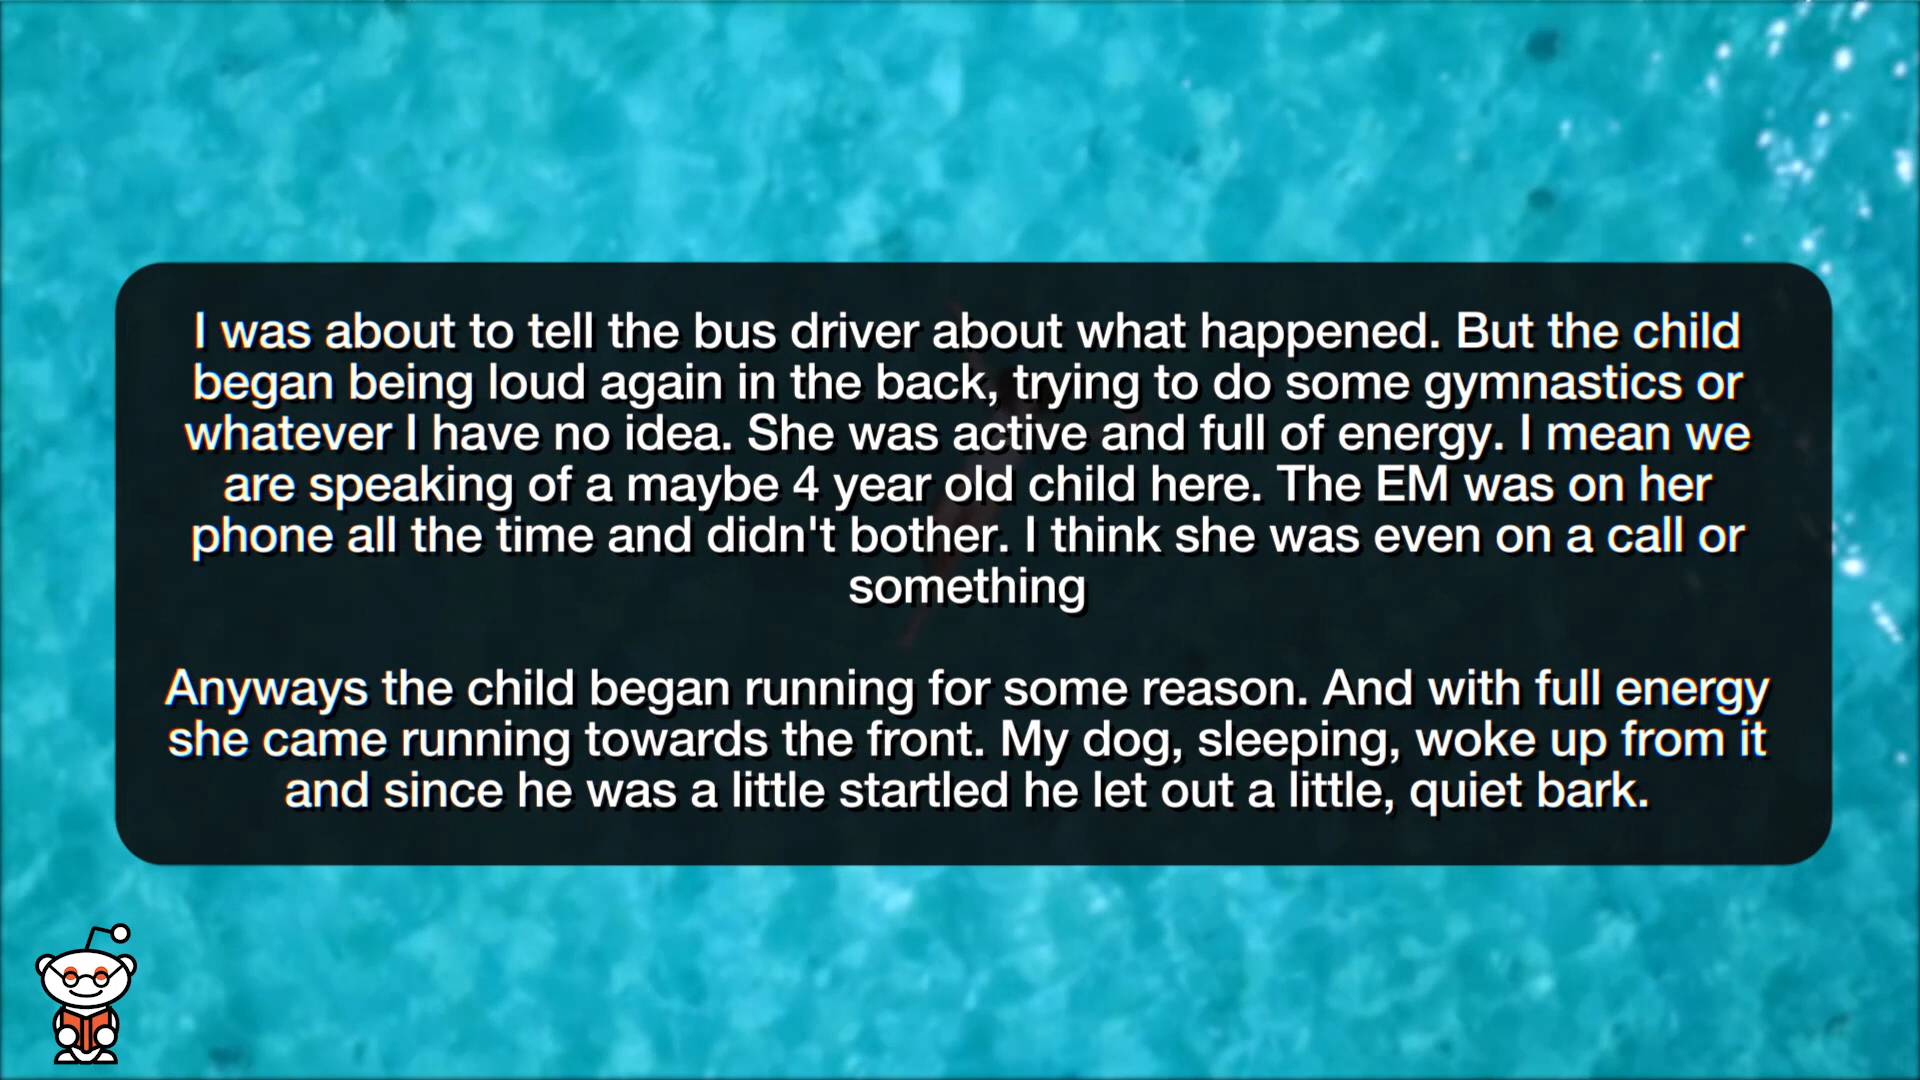 I was about to tell the bus driver about what happened. But the child
began being loud again in the back, trying to do some gymnastics or
whatever I have no idea. She was active and full of energy. I mean we
are speaking of a maybe 4 year old child here. The EM was on her
phone all the time and didn't bother. I think she was even on a call or
something
Anyways the child began running for some reason. And with full energy
she came running towards the front. My dog, sleeping, woke up from it
and since he was a little startled he let out a little, quiet bark.